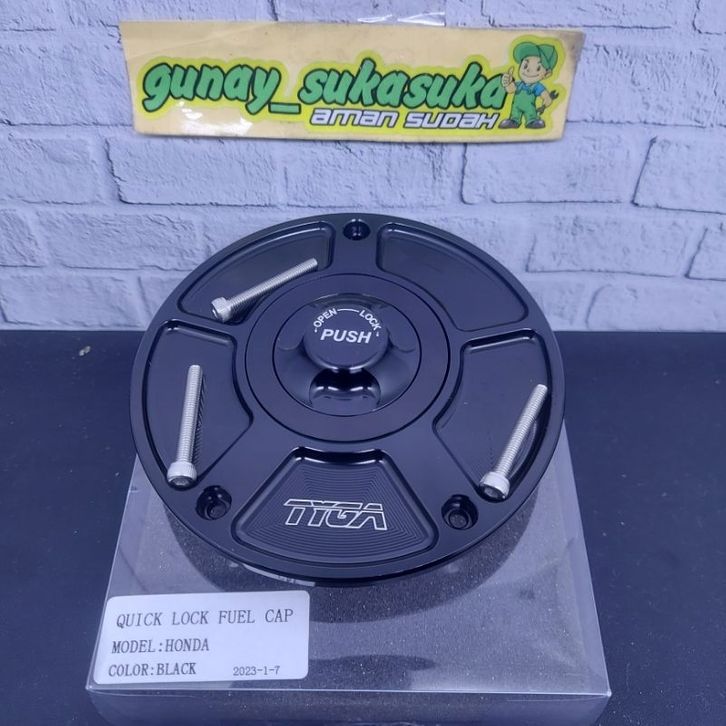 gunay_sukasuka
AMAN SUDAH
OPEN LOCK
PUSH
TYGA
QUICK LOCK FUEL CAP
MODEL:HONDA
COLOR:BLACK 2023-1-7